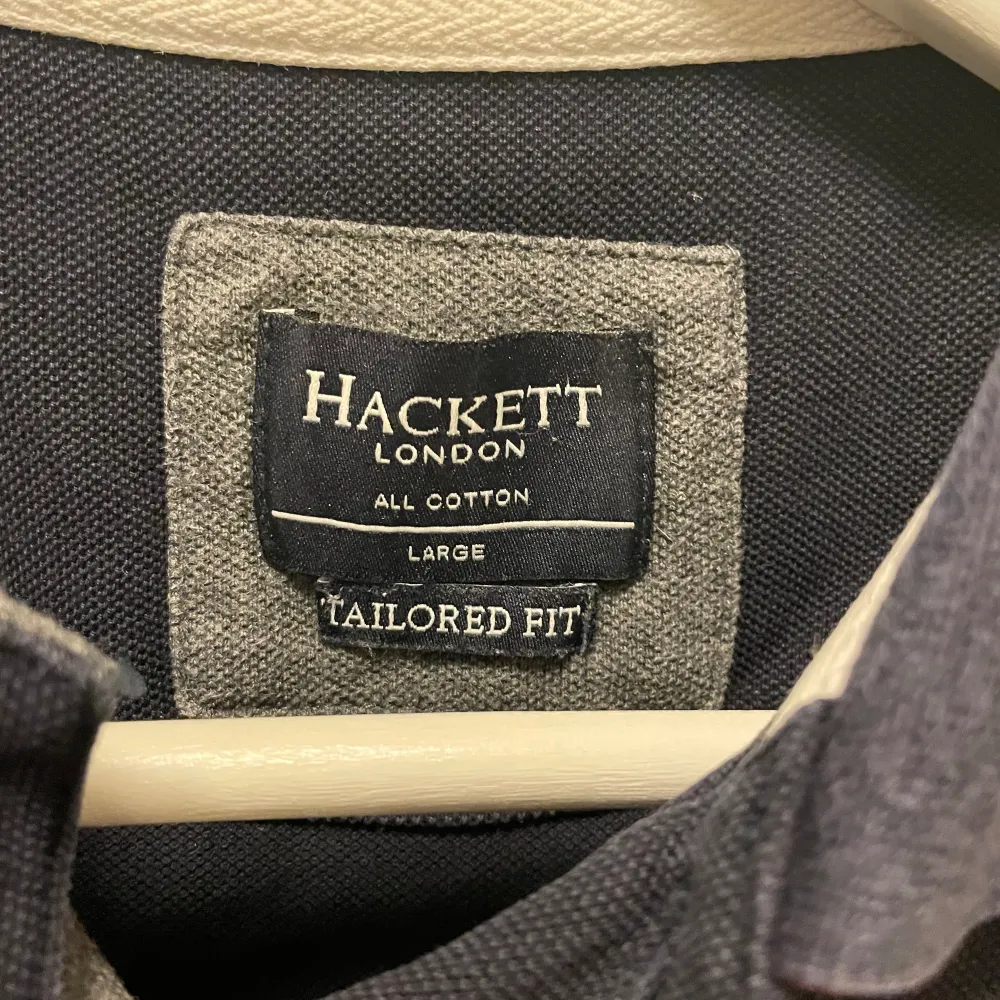 HACKETT
LONDON
ALL COTTON
LARGE
TAILORED FIT